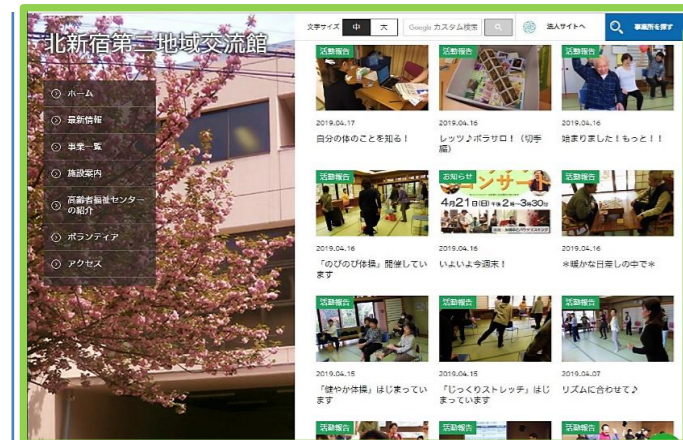 北新宿第二地域交流館
ホーム
最新情報
事業一覧
施設案内
高齢者福祉センター
の紹介
ボランティア
アクセス
文字サイズ 中 大 Google カスタム検索 法人サイトへ 事業所を探す
活動報告 活動報告 活動報告
2019.04.17 2019.04.16 2019.04.16
自分の体のことを知る! レッツ♪ボラサロ!(切手 始まりました!もっと!!
編)
活動報告 お知らせ 活動報告
コンサート
4月21日(日)午後2時~3時30分
2019.04.16 2019.04.16 2019.04.16
「のびのび体操」開催してい いよいよ今週末! *暖かな日差しの中で*
ます
活動報告 活動報告 活動報告
2019.04.15 2019.04.15 2019.04.07
「健やか体操」はじまってい 「じっくりストレッチ」はじ リズムに合わせて♪
ます まっています
活動報告 活動報告 活動報告